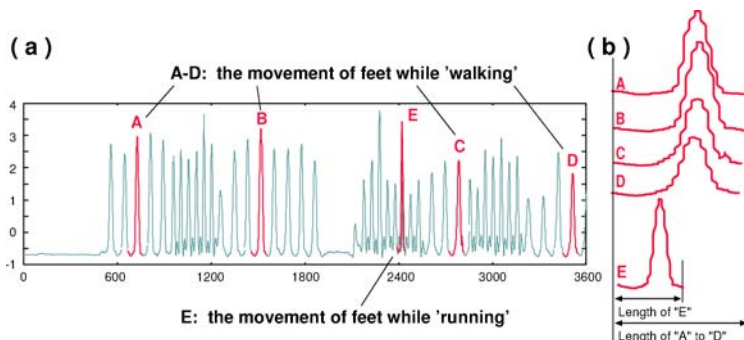 ( a )
( b )
A-D: the movement of feet while 'walking'
4
3
2
1
0
-1
A
B
E
C
D
0
600
1200
1800
2400
3000
3600
E: the movement of feet while 'running'
A
B
C
D
E
Length of "E"
Length of "A" to "D"